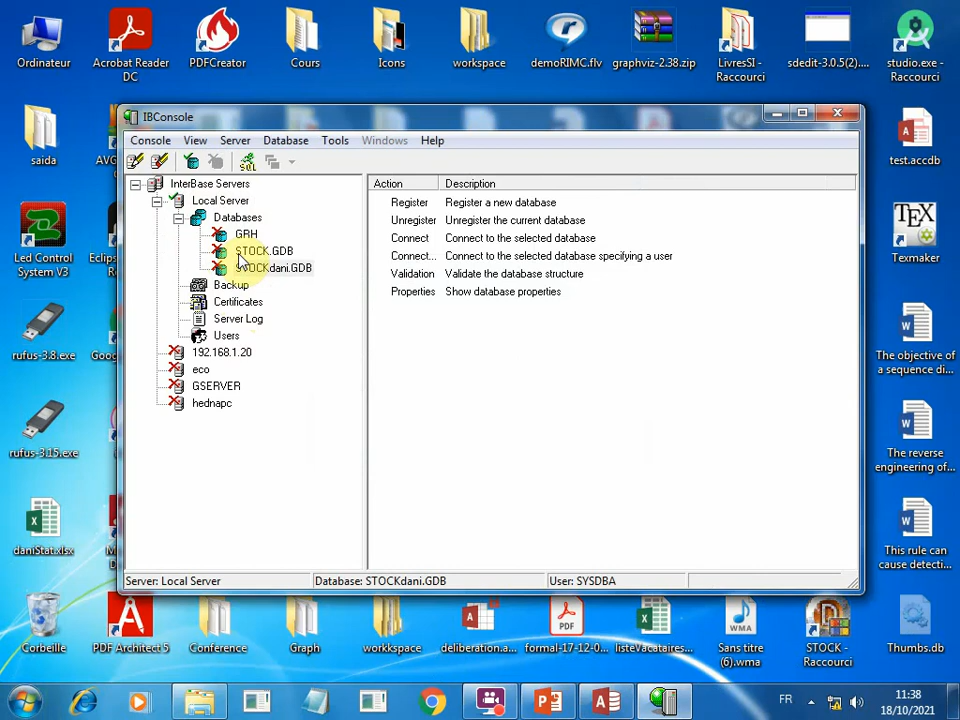 Ordinateur
Acrobat Reader
DC
PDFCreator
Cours
Icons
workspace
demoRIMC.flv
graphviz-2.38.zip
LivresSI -
Raccourci
sdedit-3.0.5(2)....
studio.exe -
Raccourci
IBConsole
Console View Server Database Tools Windows Help
saida
AVG
test.accdb
InterBase Servers
Local Server
Databases
GRH
STOCK.GDB
STOCKdani.GDB
Backup
Certificates
Server Log
Users
192.168.1.20
eco
GSERVER
hednapc
Action Description
Register Register a new database
Unregister Unregister the current database
Connect Connect to the selected database
Connect... Connect to the selected database specifying a user
Validation Validate the database structure
Properties Show database properties
Led Control
System V3
Eclips
Texmaker
rufus-3.8.exe
Goog
The objective of
a sequence di...
rufus-3.15.exe
The reverse
engineering of...
daniStat.xlsx
This rule can
cause detecti...
Server: Local Server Database: STOCKdani.GDB User: SYSDBA
Corbeille
PDF Architect 5
Conference
Graph
workkspace
deliberation.a...
formal-17-12-0...
listeVacataires...
Sans titre
(6).wma
STOCK -
Raccourci
Thumbs.db
FR
11:38
18/10/2021